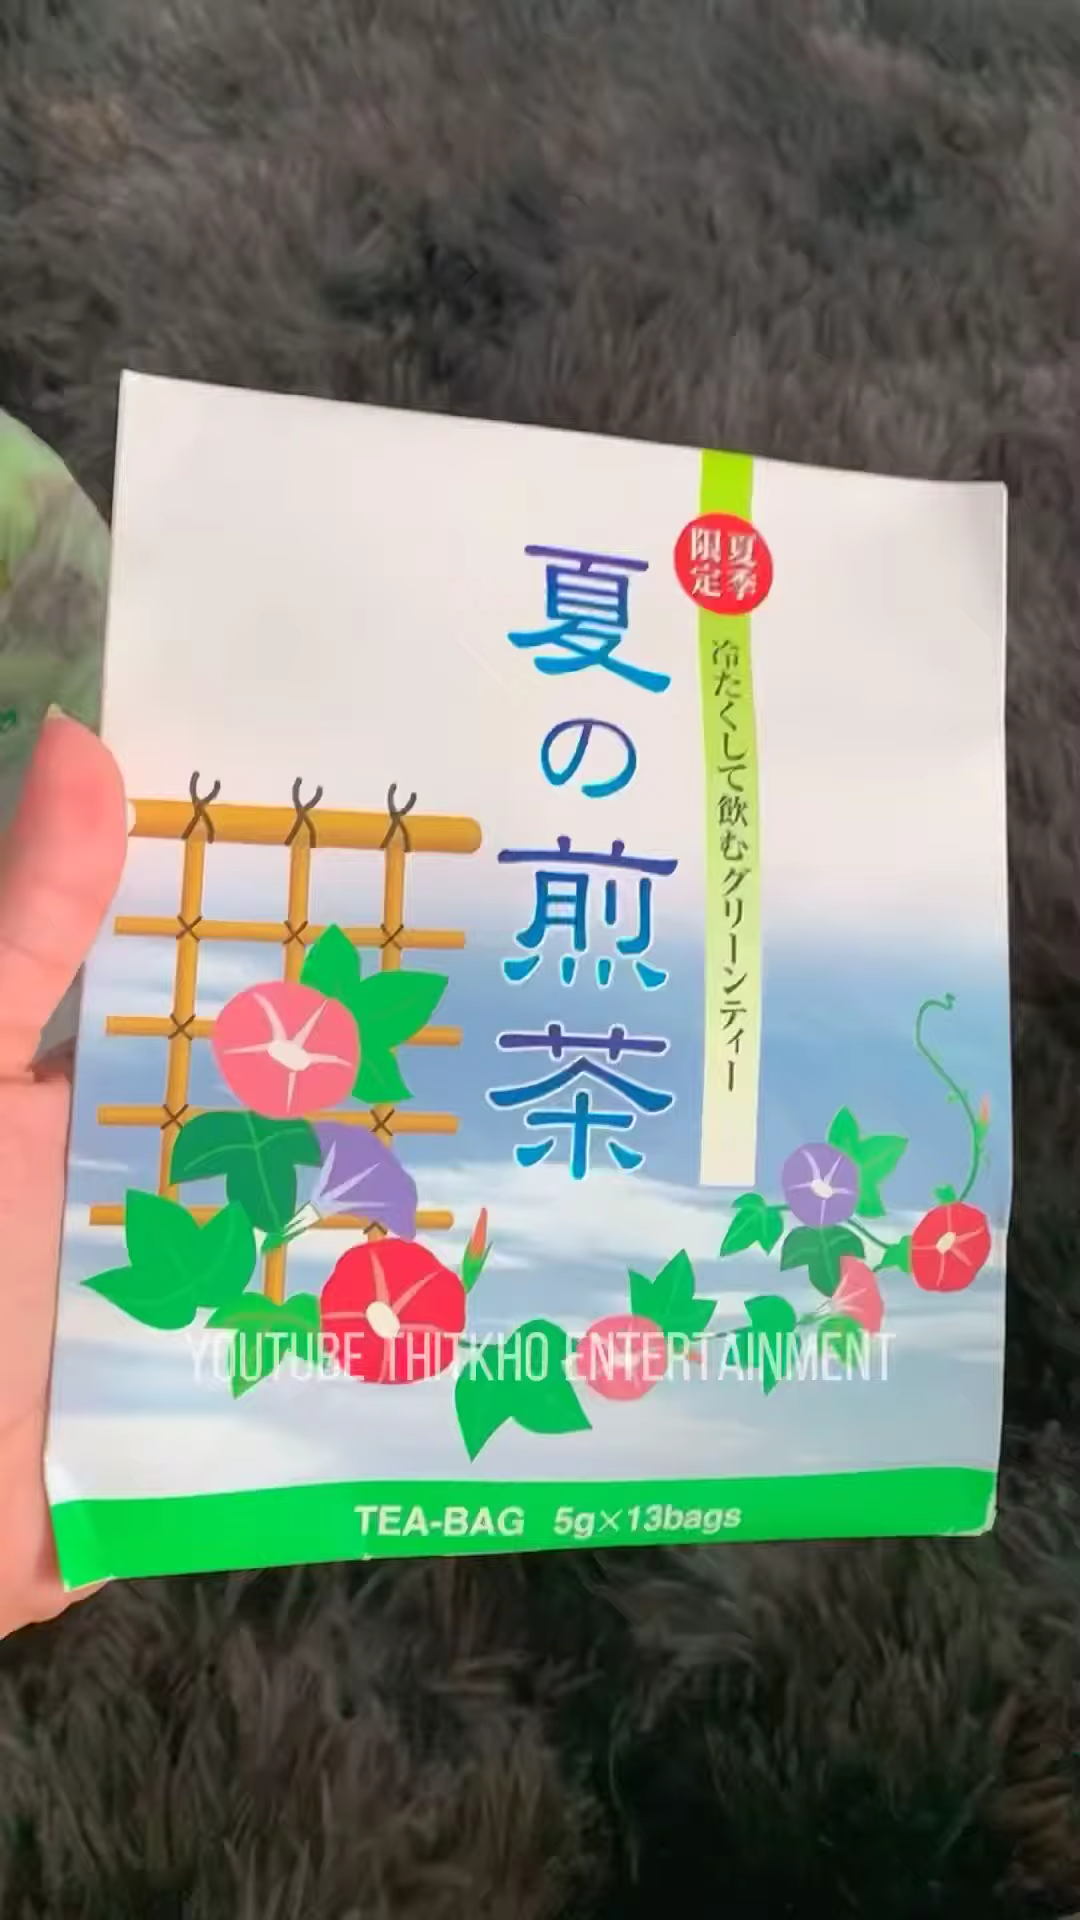 夏季
限定
冷たくして飲むグリーンティー
夏の煎茶
YOUTUBE THITKHO ENTERTAINMENT
TEA-BAG 5g×13bags